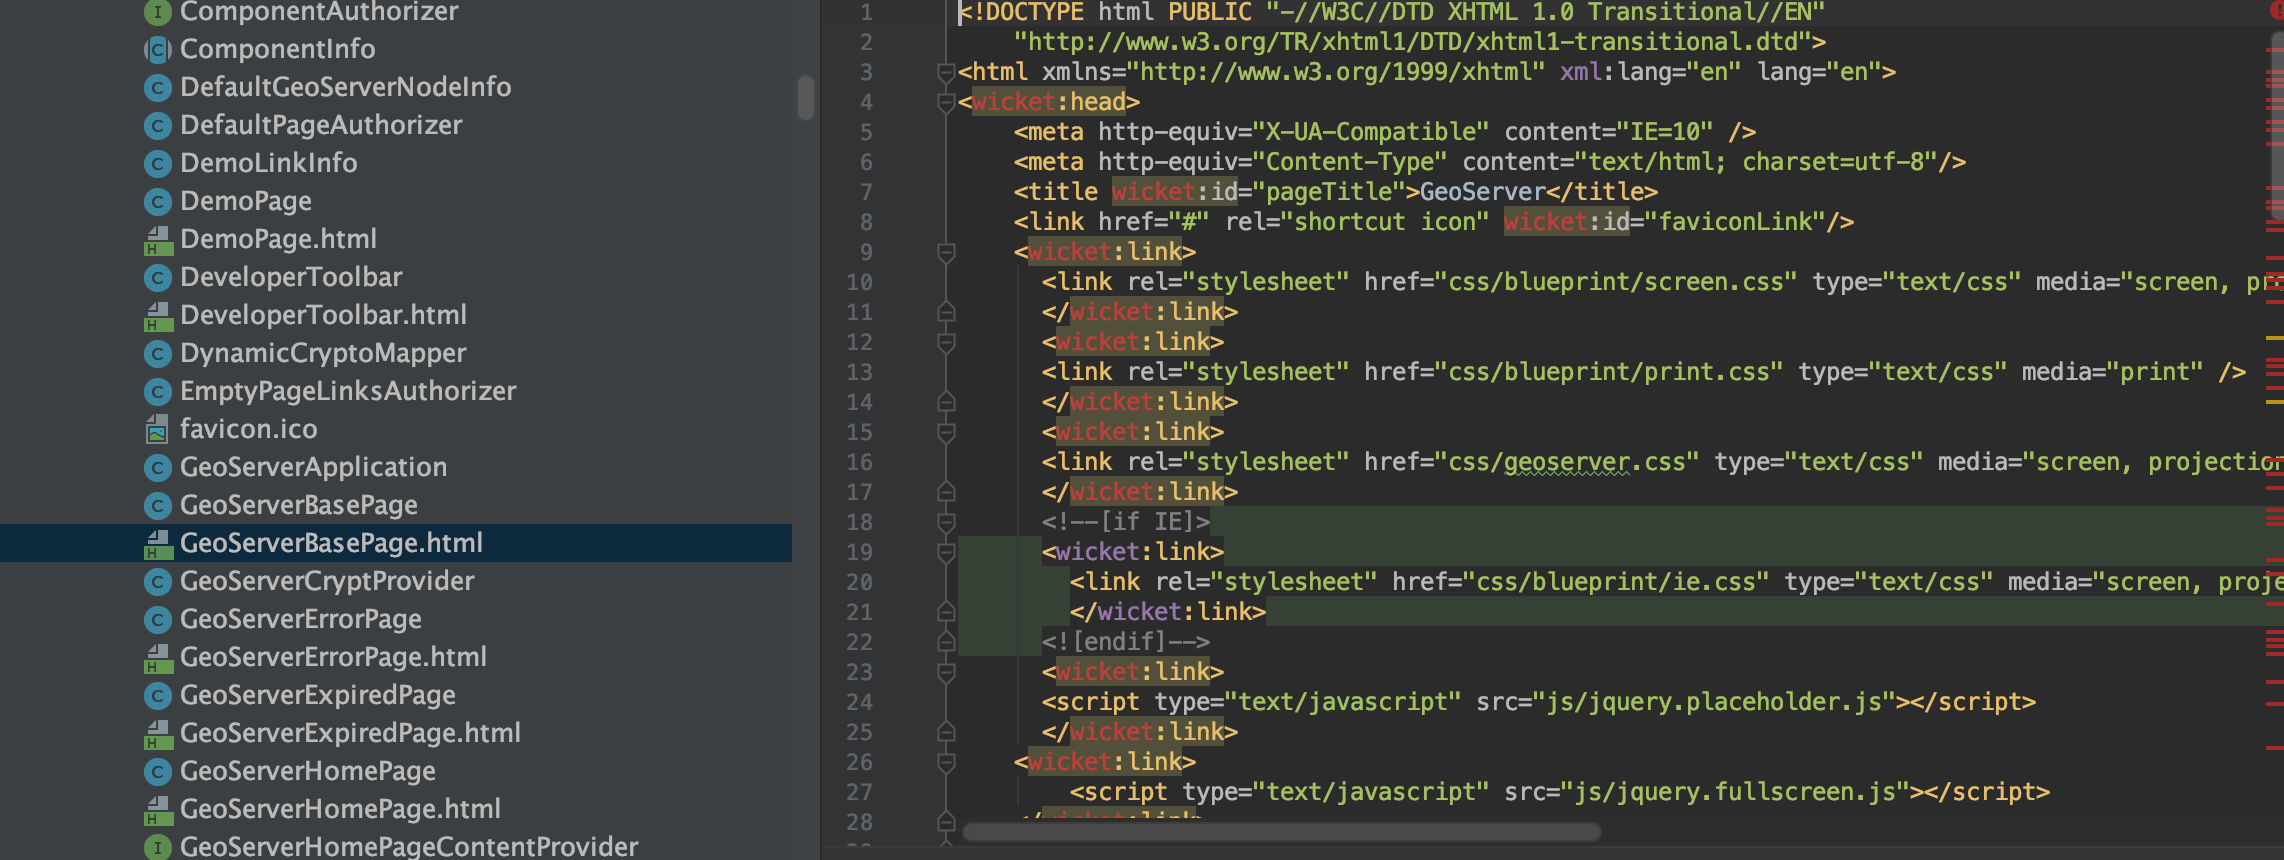 ComponentAuthorizer
ComponentInfo
DefaultGeoServerNodeInfo
DefaultPageAuthorizer
DemoLinkInfo
DemoPage
DemoPage.html
DeveloperToolbar
DeveloperToolbar.html
DynamicCryptoMapper
EmptyPageLinksAuthorizer
favicon.ico
GeoServerApplication
GeoServerBasePage
GeoServerBasePage.html
GeoServerCryptProvider
GeoServerErrorPage
GeoServerErrorPage.html
GeoServerExpiredPage
GeoServerExpiredPage.html
GeoServerHomePage
GeoServerHomePage.html
GeoServerHomePageContentProvider
1 <!DOCTYPE html PUBLIC "-//W3C//DTD XHTML 1.0 Transitional//EN"
2 "http://www.w3.org/TR/xhtml1/DTD/xhtml1-transitional.dtd">
3 <html xmlns="http://www.w3.org/1999/xhtml" xml:lang="en" lang="en">
4 <wicket:head>
5 <meta http-equiv="X-UA-Compatible" content="IE=10" />
6 <meta http-equiv="Content-Type" content="text/html; charset=utf-8"/>
7 <title wicket:id="pageTitle">GeoServer</title>
8 <link href="#" rel="shortcut icon" wicket:id="faviconLink"/>
9 <wicket:link>
10 <link rel="stylesheet" href="css/blueprint/screen.css" type="text/css" media="screen, pro
11 </wicket:link>
12 <wicket:link>
13 <link rel="stylesheet" href="css/blueprint/print.css" type="text/css" media="print" />
14 </wicket:link>
15 <wicket:link>
16 <link rel="stylesheet" href="css/geoserver.css" type="text/css" media="screen, projection
17 </wicket:link>
18 <!--[if IE]>
19 <wicket:link>
20 <link rel="stylesheet" href="css/blueprint/ie.css" type="text/css" media="screen, proje
21 </wicket:link>
22 <![endif]-->
23 <wicket:link>
24 <script type="text/javascript" src="js/jquery.placeholder.js"></script>
25 </wicket:link>
26 <wicket:link>
27 <script type="text/javascript" src="js/jquery.fullscreen.js"></script>
28 </wicket:link>